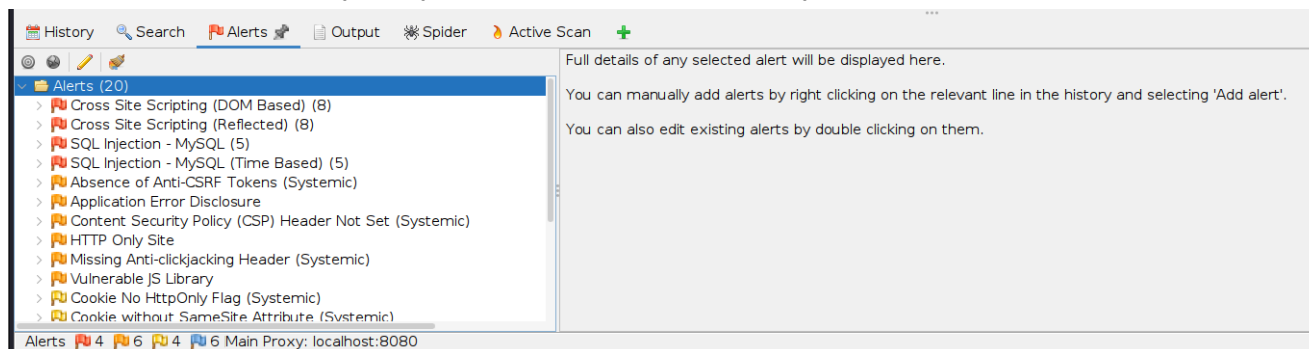 History Search Alerts Output Spider Active Scan
Full details of any selected alert will be displayed here.
You can manually add alerts by right clicking on the relevant line in the history and selecting 'Add alert'.
You can also edit existing alerts by double clicking on them.
Alerts (20)
Cross Site Scripting (DOM Based) (8)
Cross Site Scripting (Reflected) (8)
SQL Injection - MySQL (5)
SQL Injection - MySQL (Time Based) (5)
Absence of Anti-CSRF Tokens (Systemic)
Application Error Disclosure
Content Security Policy (CSP) Header Not Set (Systemic)
HTTP Only Site
Missing Anti-clickjacking Header (Systemic)
Vulnerable JS Library
Cookie No HttpOnly Flag (Systemic)
Cookie without SameSite Attribute (Systemic)
Alerts 4 6 4 6 Main Proxy: localhost:8080